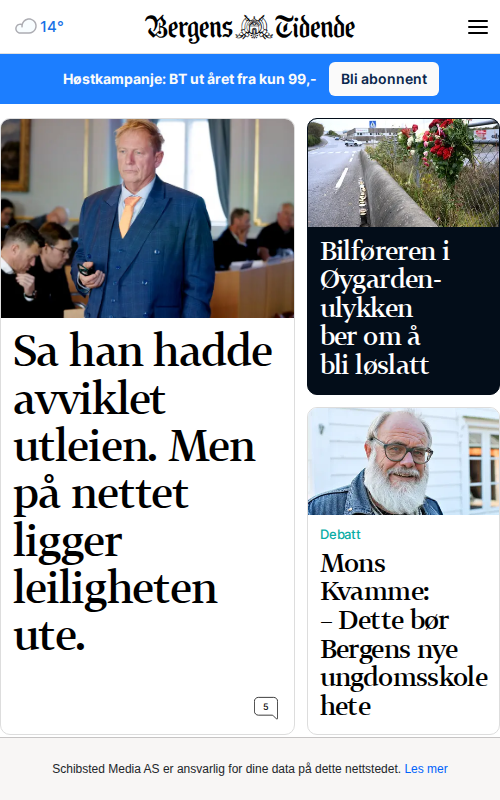 14°
Bergens Tidende
Høstkampanje: BT ut året fra kun 99,-
Bli abonnent
Sa han hadde
avviklet
utleien. Men
på nettet
ligger
leiligheten
ute.
5
Bilføreren i
Øygarden-
ulykken
ber om å
bli løslatt
Debatt
Mons
Kvamme:
– Dette bør
Bergens nye
ungdomsskole
hete
Schibsted Media AS er ansvarlig for dine data på dette nettstedet. Les mer